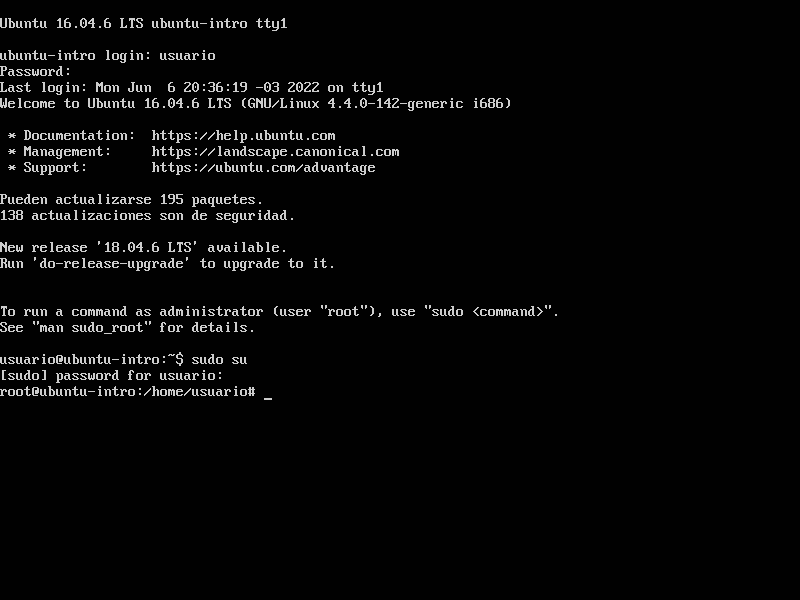 Ubuntu 16.04.6 LTS ubuntu-intro tty1
ubuntu-intro login: usuario
Password:
Last login: Mon Jun  6 20:36:19 -03 2022 on tty1
Welcome to Ubuntu 16.04.6 LTS (GNU/Linux 4.4.0-142-generic i686)
 * Documentation:  https://help.ubuntu.com
 * Management:     https://landscape.canonical.com
 * Support:        https://ubuntu.com/advantage
Pueden actualizarse 195 paquetes.
138 actualizaciones son de seguridad.
New release '18.04.6 LTS' available.
Run 'do-release-upgrade' to upgrade to it.
To run a command as administrator (user "root"), use "sudo <command>".
See "man sudo_root" for details.
usuario@ubuntu-intro:~$ sudo su
[sudo] password for usuario:
root@ubuntu-intro:/home/usuario# _